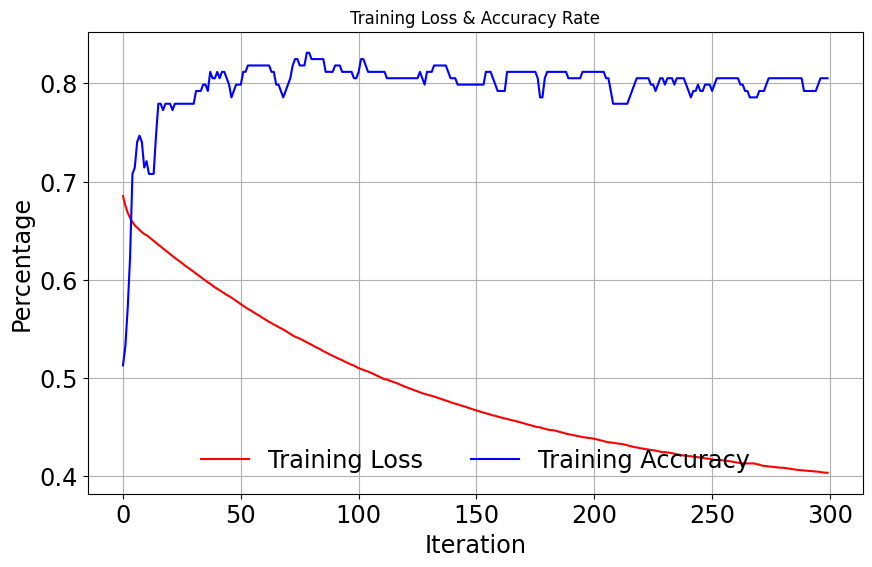 Training Loss & Accuracy Rate
0.8
0.7
0.6
0.5
0.4
Percentage
Training Loss
Training Accuracy
0 50 100 150 200 250 300
Iteration